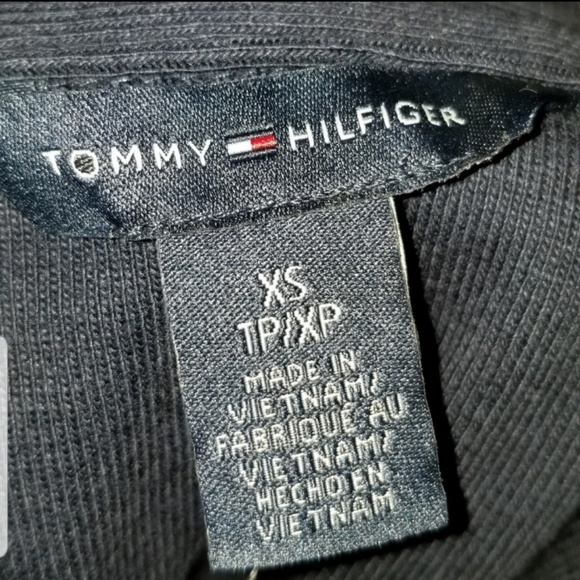 TOMMY HILFIGER
XS
TP/XP
MADE IN
VIETNAM/
FABRIQUÉ AU
VIETNAM/
HECHO EN
VIETNAM